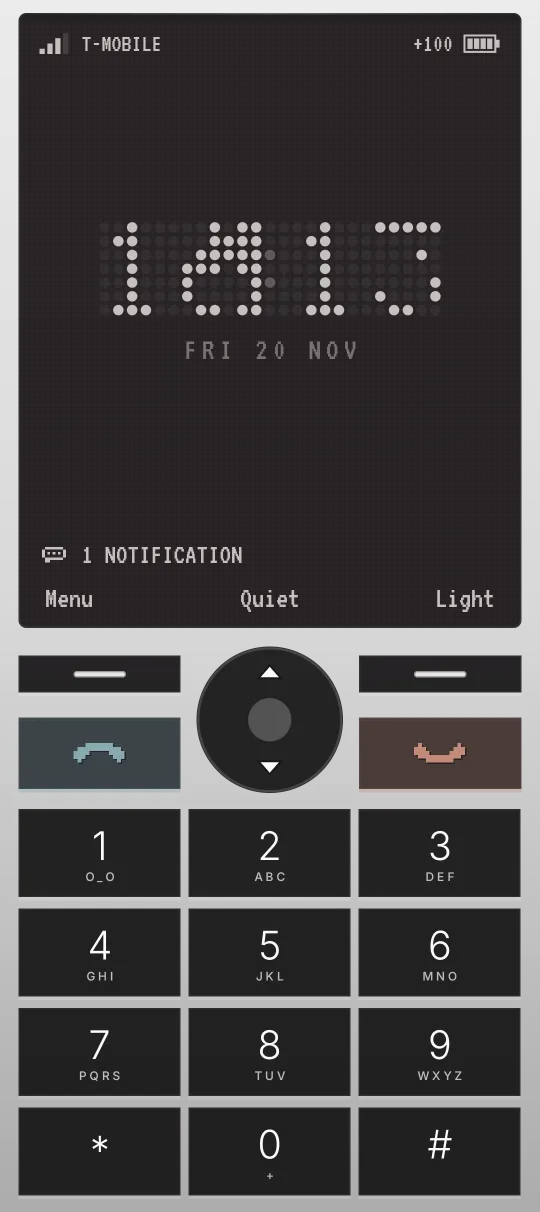 T-MOBILE
+100
FRI 20 NOV
1 NOTIFICATION
Menu Quiet Light
1 2 3
O_O ABC DEF
4 5 6
GHI JKL MNO
7 8 9
PQRS TUV WXYZ
* 0 #
+